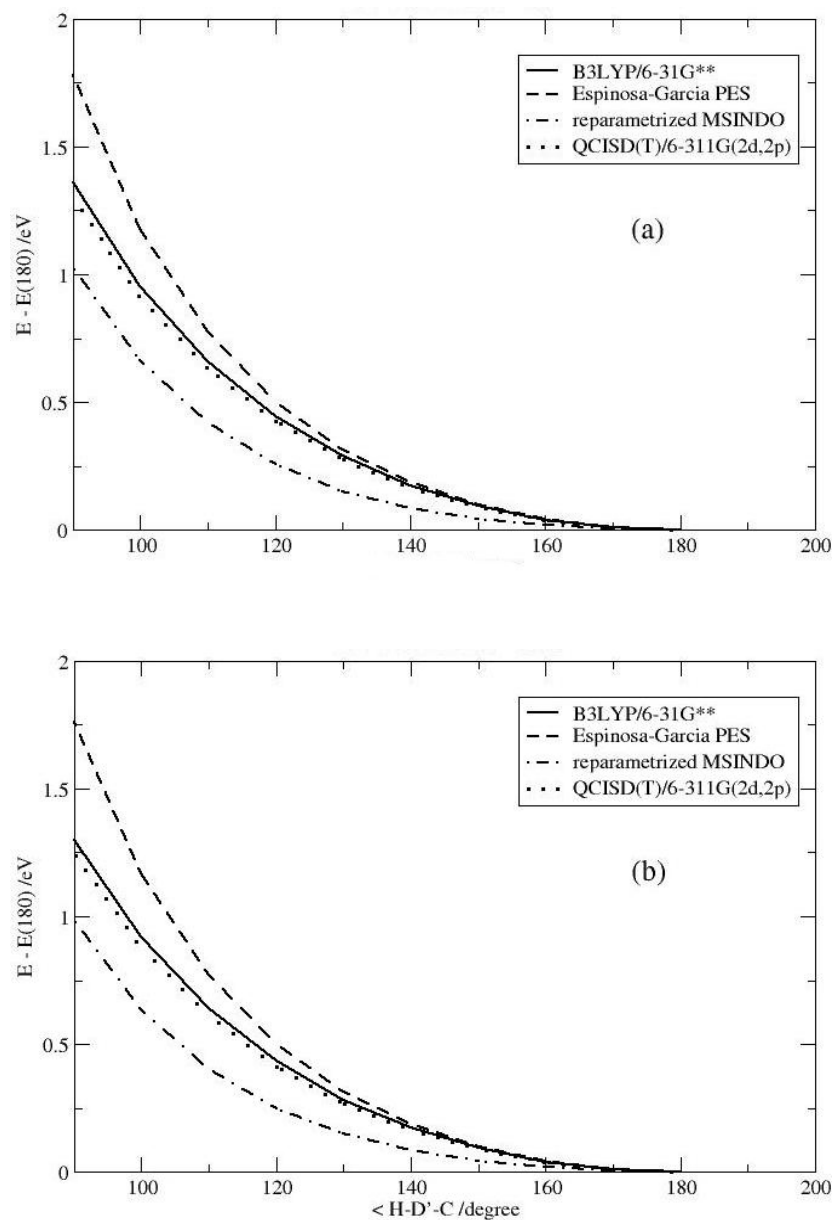 2
1.5
1
0.5
0
E - E(180) /eV
B3LYP/6-31G**
Espinosa-Garcia PES
reparametrized MSINDO
QCISD(T)/6-311G(2d,2p)
(a)
100 120 140 160 180 200
2
1.5
1
0.5
0
E - E(180) /eV
B3LYP/6-31G**
Espinosa-Garcia PES
reparametrized MSINDO
QCISD(T)/6-311G(2d,2p)
(b)
100 120 140 160 180 200
< H-D'-C /degree